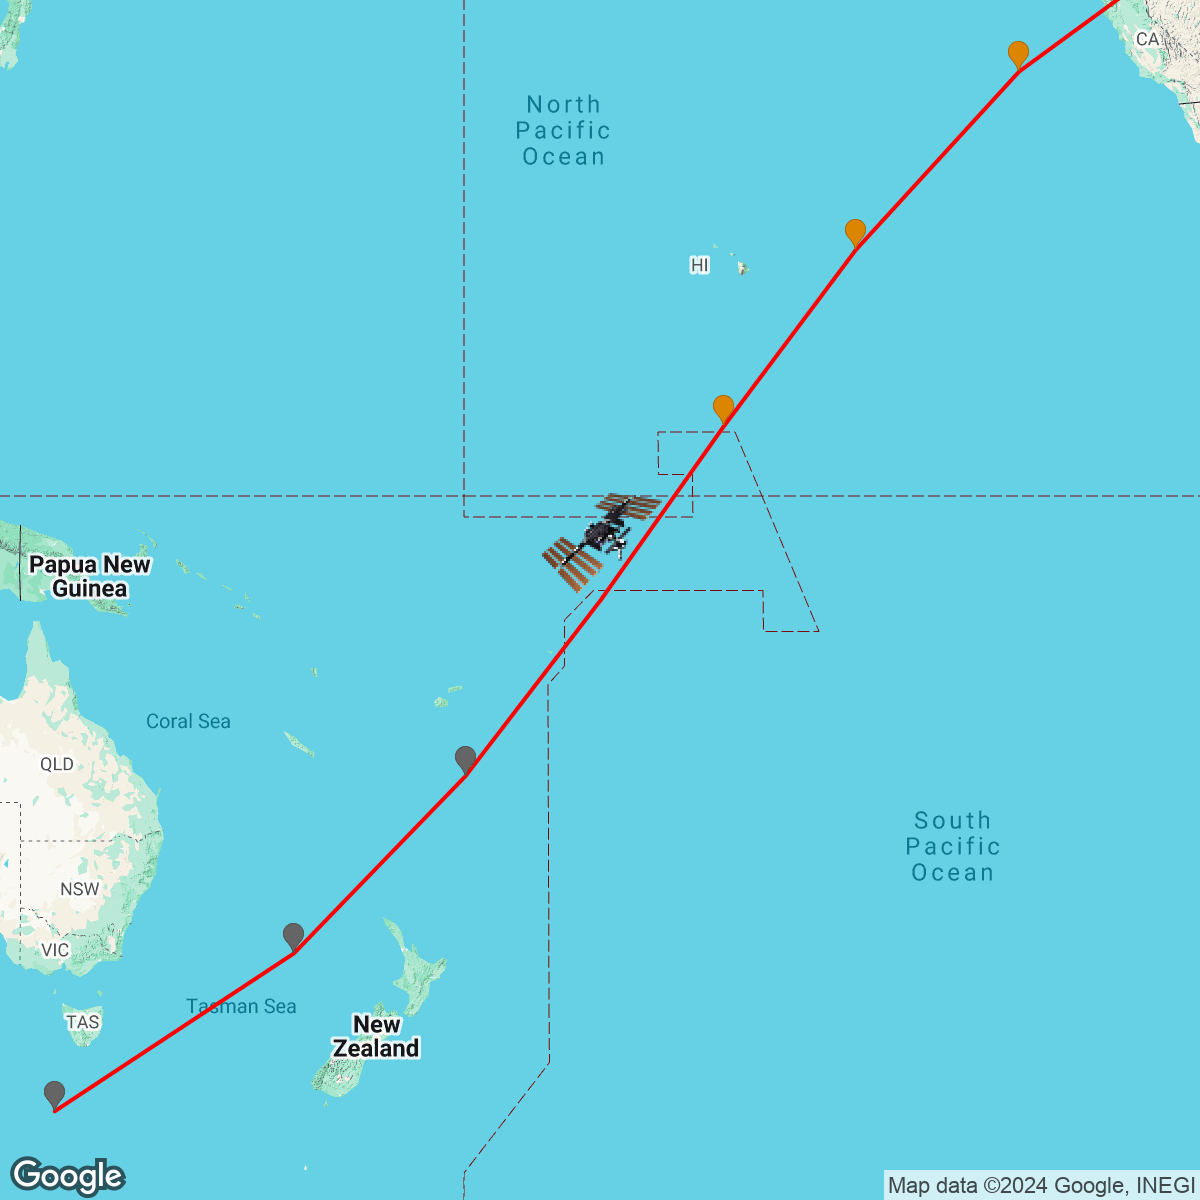 CA
North
Pacific
Ocean
HI
Papua New
Guinea
Coral Sea
QLD
South
Pacific
Ocean
NSW
VIC
Tasman Sea
TAS
New
Zealand
Google
Map data ©2024 Google, INEGI